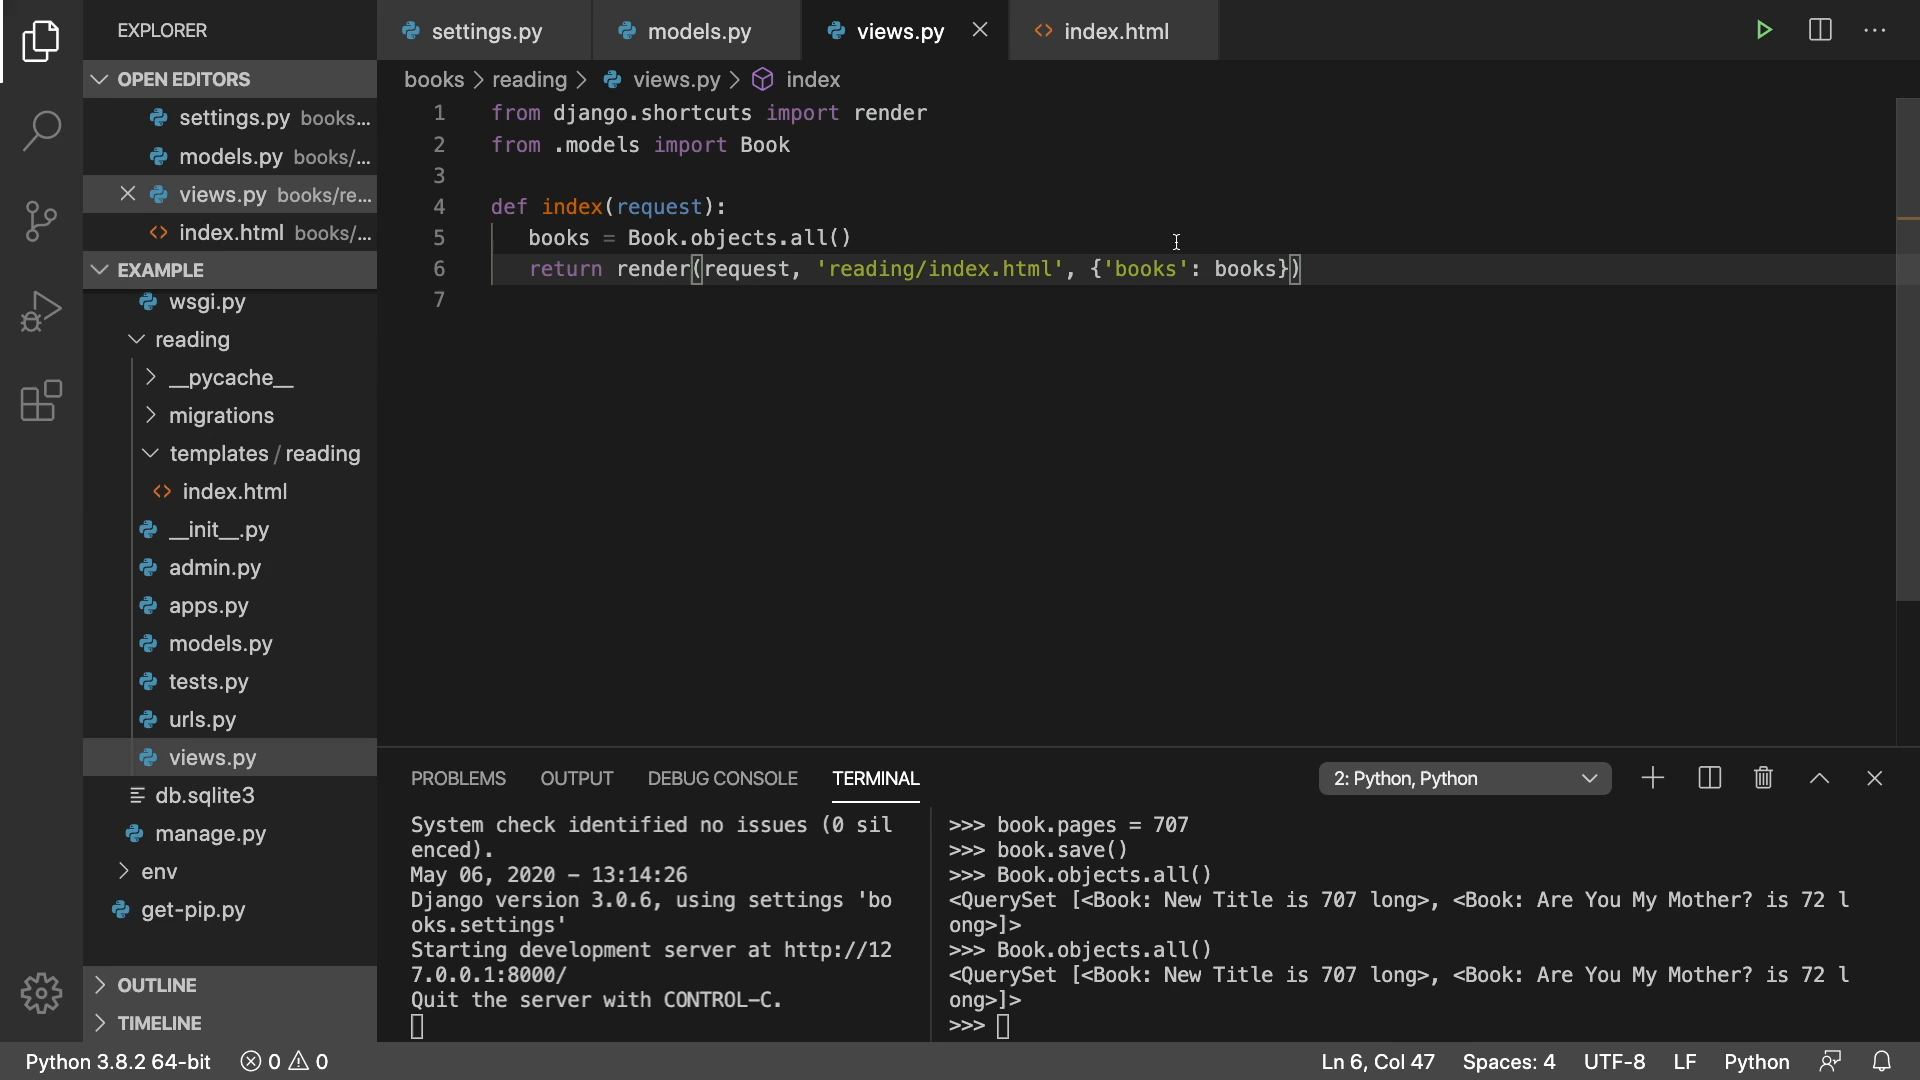 EXPLORER
OPEN EDITORS
settings.py books...
models.py books/...
views.py books/re...
index.html books/...
EXAMPLE
wsgi.py
reading
__pycache__
migrations
templates / reading
index.html
__init__.py
admin.py
apps.py
models.py
tests.py
urls.py
views.py
db.sqlite3
manage.py
env
get-pip.py
OUTLINE
TIMELINE
settings.py models.py views.py index.html
books > reading > views.py > index
1 from django.shortcuts import render
2 from .models import Book
3
4 def index(request):
5 books = Book.objects.all()
6 return render(request, 'reading/index.html', {'books': books})
7
PROBLEMS OUTPUT DEBUG CONSOLE TERMINAL 2: Python, Python
System check identified no issues (0 sil
enced).
May 06, 2020 - 13:14:26
Django version 3.0.6, using settings 'bo
oks.settings'
Starting development server at http://12
7.0.0.1:8000/
Quit the server with CONTROL-C.
>>> book.pages = 707
>>> book.save()
>>> Book.objects.all()
<QuerySet [<Book: New Title is 707 long>, <Book: Are You My Mother? is 72 l
ong>]>
>>> Book.objects.all()
<QuerySet [<Book: New Title is 707 long>, <Book: Are You My Mother? is 72 l
ong>]>
>>>
Python 3.8.2 64-bit 0 0 Ln 6, Col 47 Spaces: 4 UTF-8 LF Python